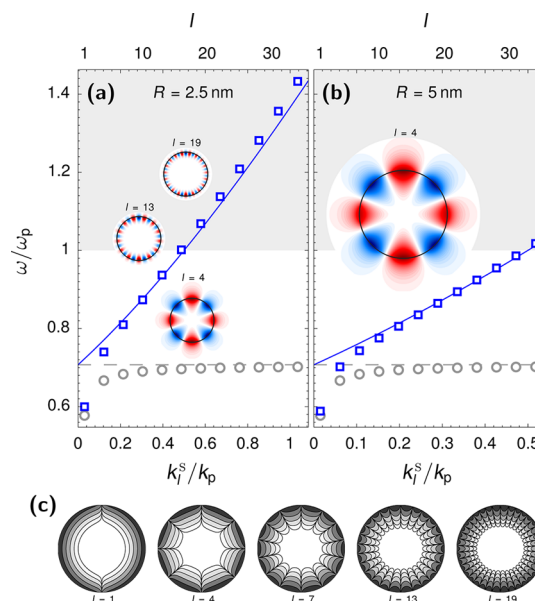 l
l
1 10 20 30
1 10 20 30
(a) R = 2.5 nm
(b) R = 5 nm
l = 19
l = 13
l = 4
l = 4
ω/ωp
1.4
1.2
1
0.8
0.6
0 0.2 0.4 0.6 0.8 1
0 0.1 0.2 0.3 0.4 0.5
k_l^S/k_p
k_l^S/k_p
(c)
l = 1 l = 4 l = 7 l = 13 l = 19